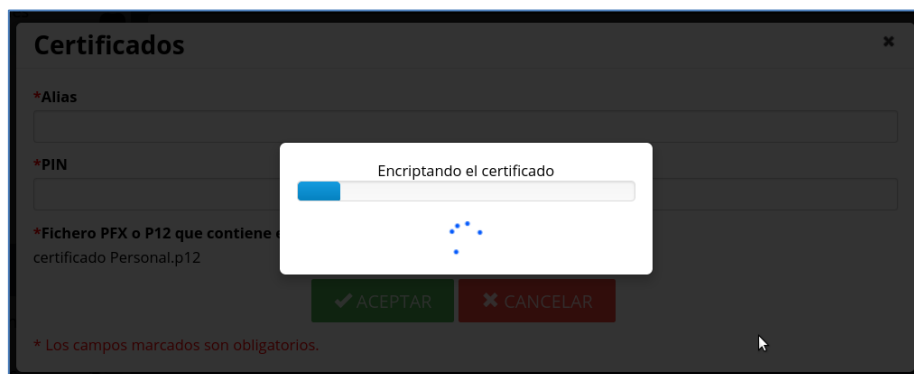 Certificados
*Alias
*PIN
Encriptando el certificado
*Fichero PFX o P12 que contiene
certificado Personal.p12
ACEPTAR
CANCELAR
* Los campos marcados son obligatorios.